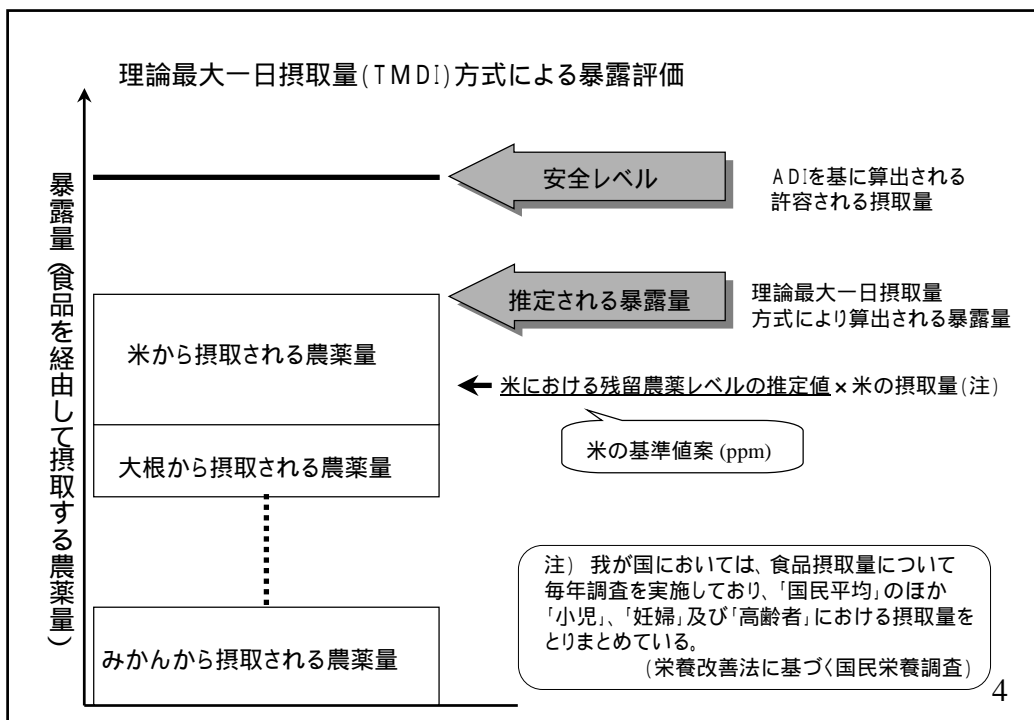 理論最大一日摂取量(TMDI)方式による暴露評価
暴露量(食品を経由して摂取する農薬量)
安全レベル
ADIを基に算出される
許容される摂取量
推定される暴露量
理論最大一日摂取量
方式により算出される暴露量
米から摂取される農薬量
米における残留農薬レベルの推定値×米の摂取量(注)
米の基準値案 (ppm)
大根から摂取される農薬量
みかんから摂取される農薬量
注) 我が国においては、食品摂取量について
毎年調査を実施しており、「国民平均」のほか
「小児」、「妊婦」及び「高齢者」における摂取量を
とりまとめている。
(栄養改善法に基づく国民栄養調査)
4